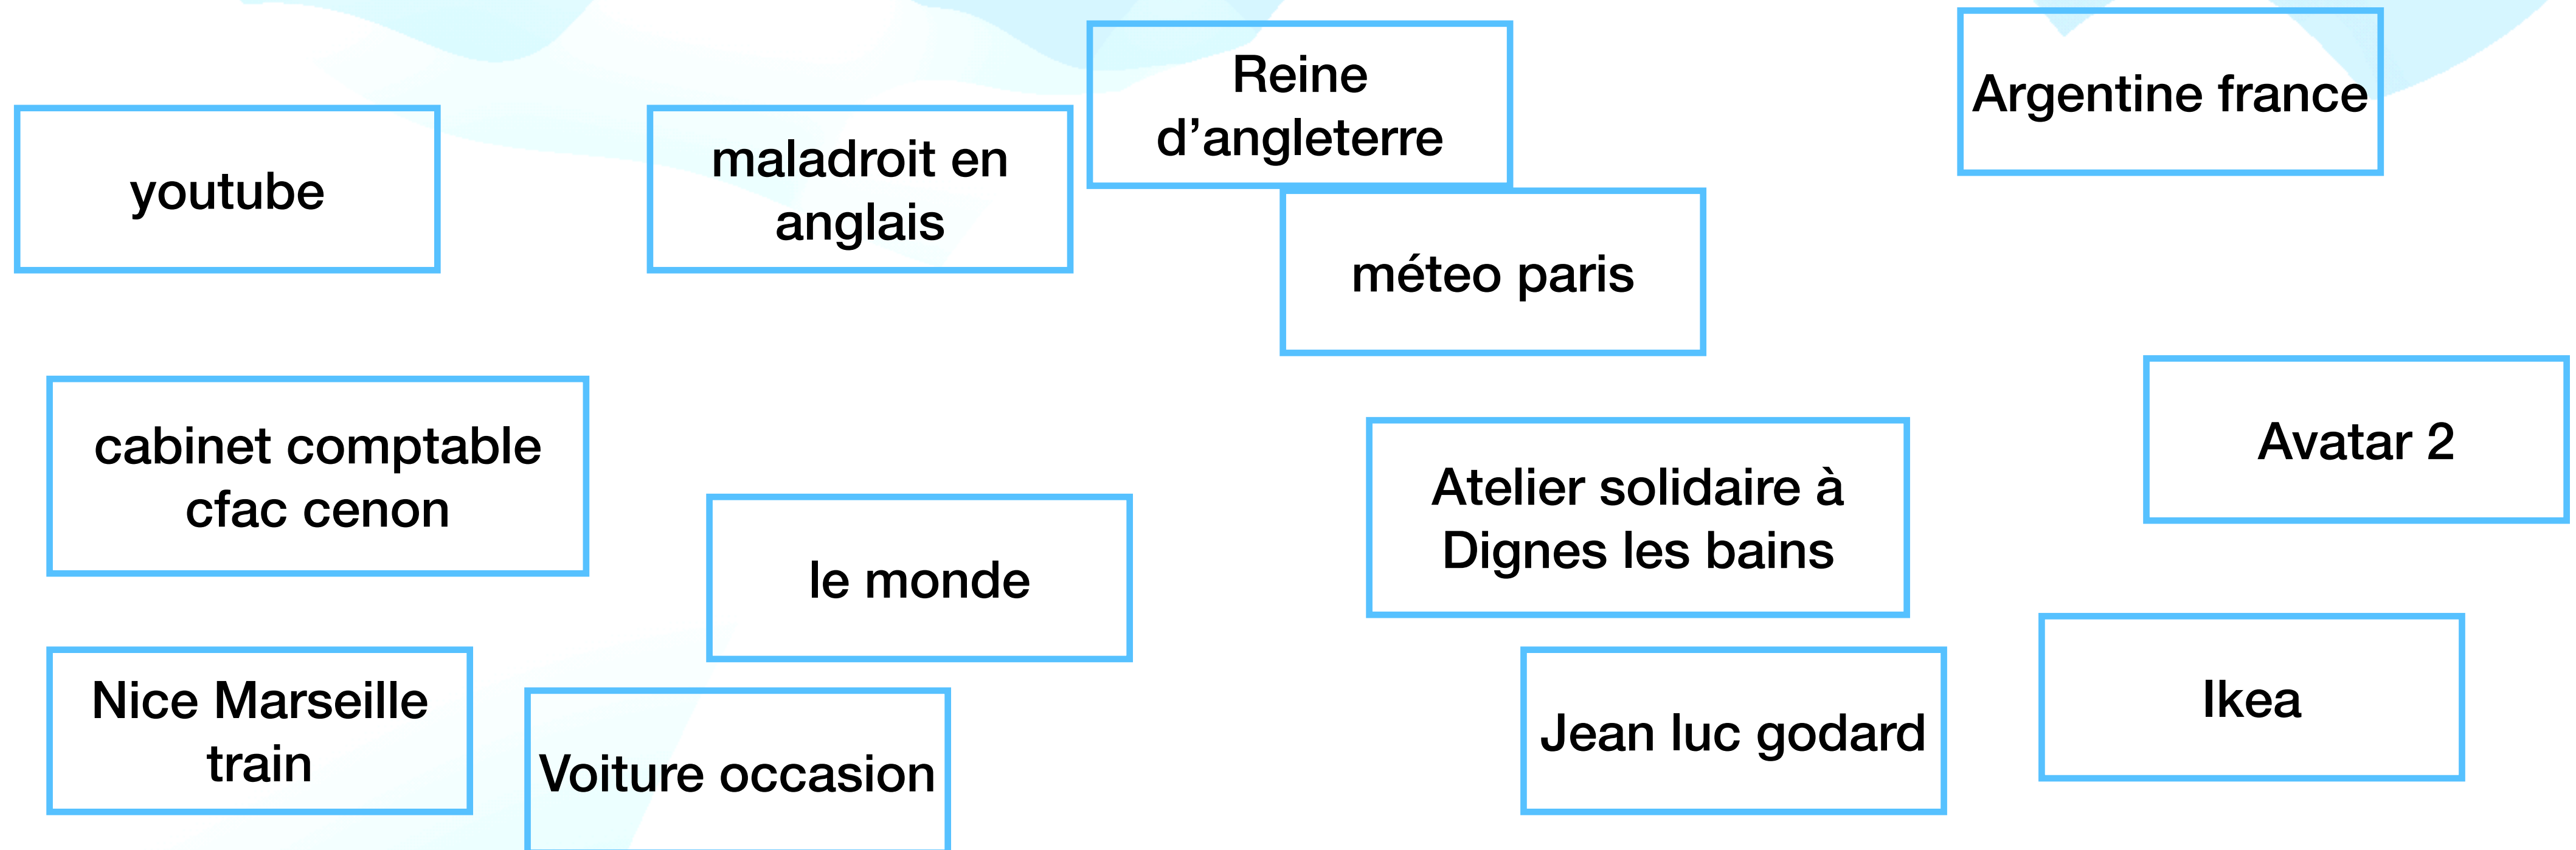 Reine
d’angleterre
Argentine france
youtube
maladroit en
anglais
méteo paris
cabinet comptable
cfac cenon
Avatar 2
Atelier solidaire à
Dignes les bains
le monde
Nice Marseille
train
Voiture occasion
Jean luc godard
Ikea